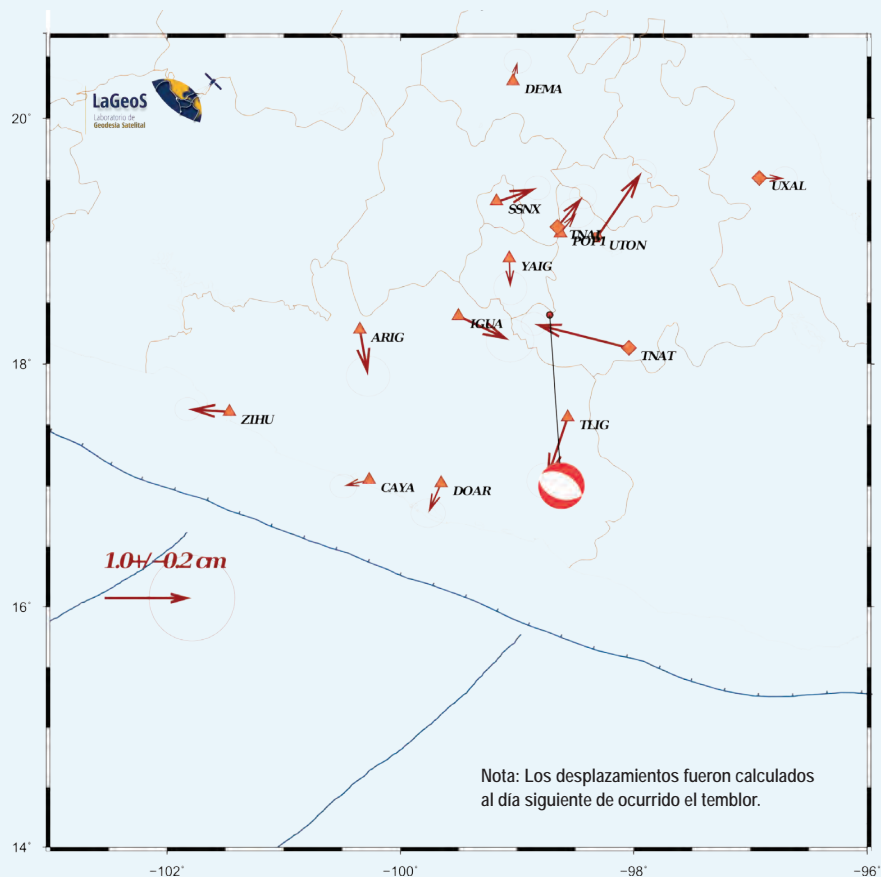 LaGeoS
Laboratorio de
Geodesia Satelital
20°
18°
16°
14°
−102°
−100°
−98°
−96°
DEMA
UXAL
SSNX
TNAL
POPI
UTON
YAIG
IGUA
ARIG
TNAT
ZIHU
TLIG
CAYA
DOAR
1.0+/−0.2 cm
Nota: Los desplazamientos fueron calculados
al día siguiente de ocurrido el temblor.